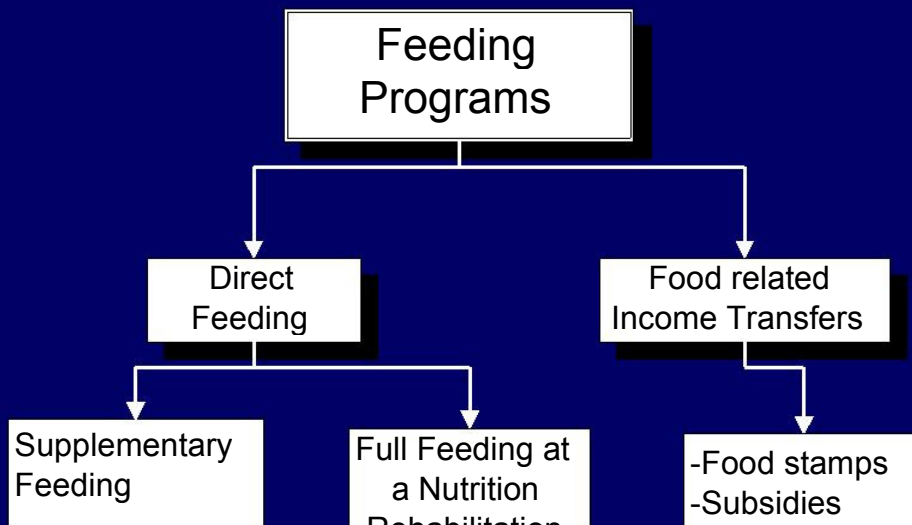 Feeding
Programs
Direct
Feeding
Food related
Income Transfers
Supplementary
Feeding
Full Feeding at
a Nutrition
Rehabilitation
-Food stamps
-Subsidies